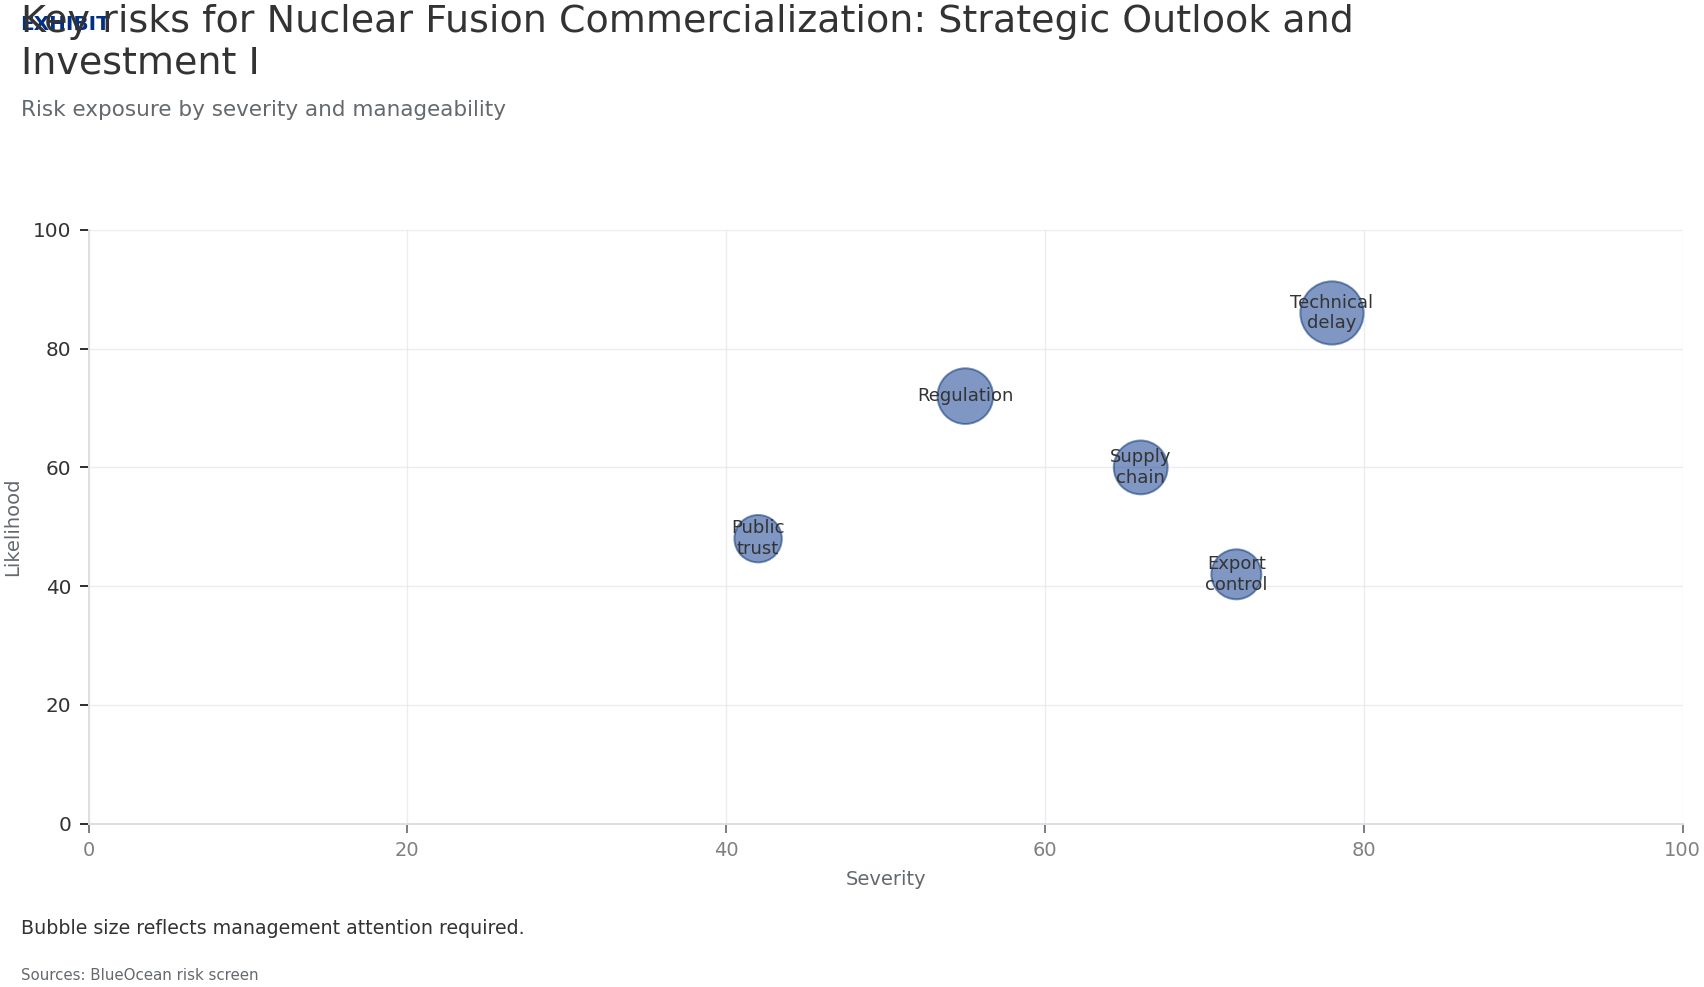 EXHIBIT
Key risks for Nuclear Fusion Commercialization: Strategic Outlook and
Investment I
Risk exposure by severity and manageability
100
80
60
40
20
0
Likelihood
Technical
delay
Regulation
Supply
chain
Public
trust
Export
control
0 20 40 60 80 100
Severity
Bubble size reflects management attention required.
Sources: BlueOcean risk screen